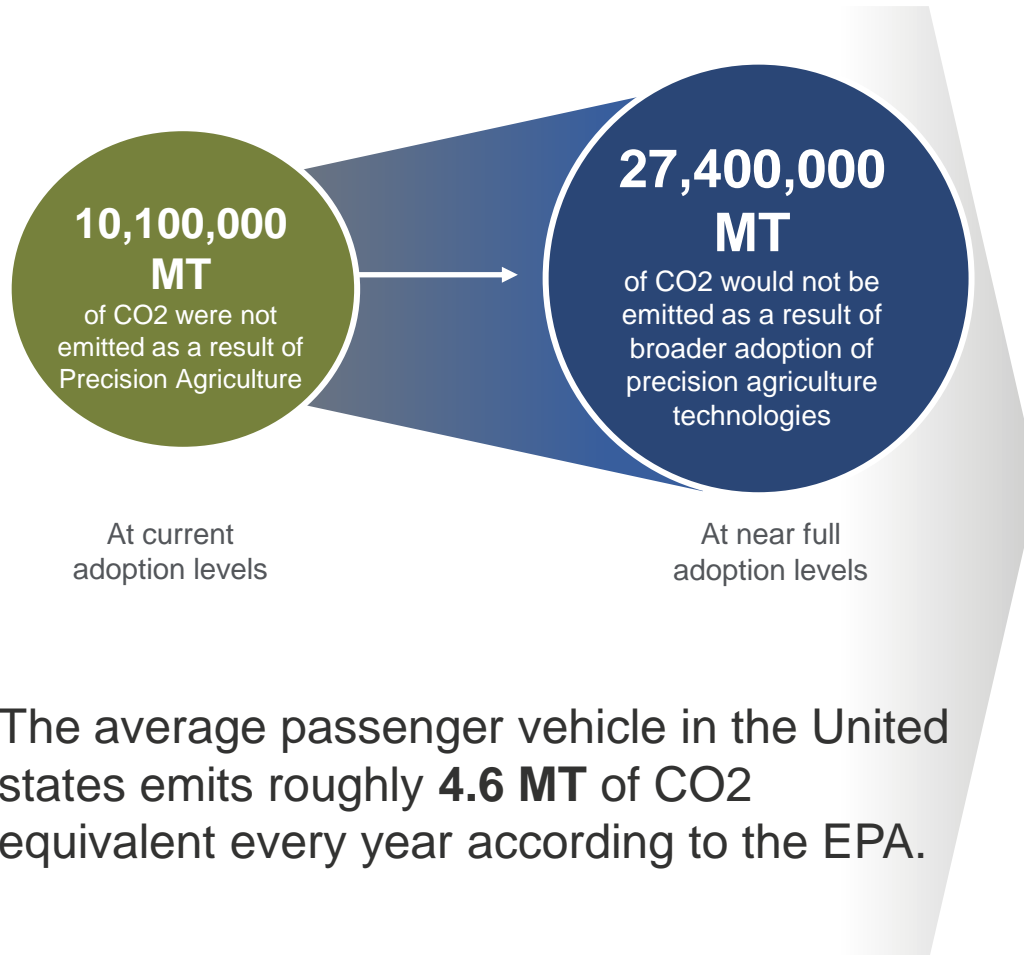 10,100,000
MT
of CO2 were not
emitted as a result of
Precision Agriculture
27,400,000
MT
of CO2 would not be
emitted as a result of
broader adoption of
precision agriculture
technologies
At current
adoption levels
At near full
adoption levels
The average passenger vehicle in the United
states emits roughly 4.6 MT of CO2
equivalent every year according to the EPA.